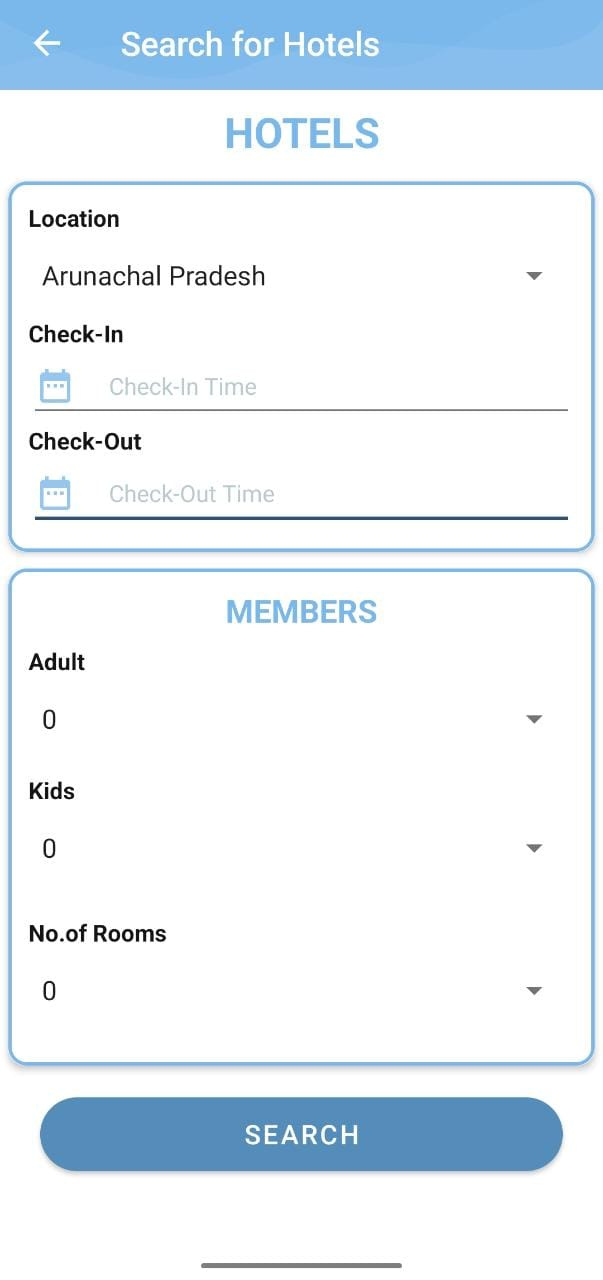 Search for Hotels
HOTELS
Location
Arunachal Pradesh
Check-In
Check-In Time
Check-Out
Check-Out Time
MEMBERS
Adult
0
Kids
0
No.of Rooms
0
SEARCH